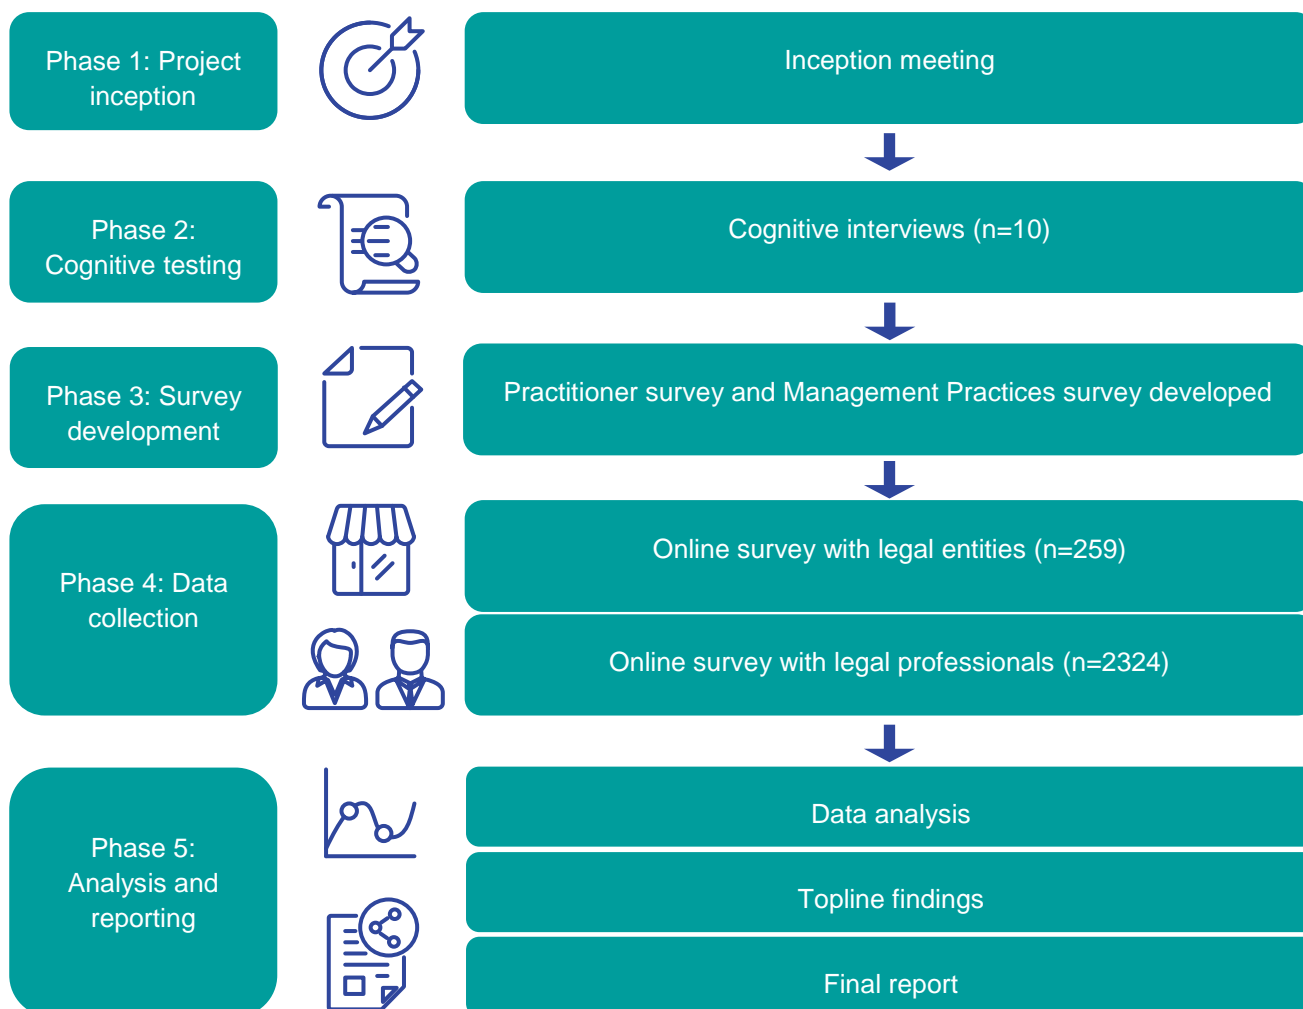 Phase 1: Project
inception
Inception meeting
Phase 2:
Cognitive testing
Cognitive interviews (n=10)
Phase 3: Survey
development
Practitioner survey and Management Practices survey developed
Phase 4: Data
collection
Online survey with legal entities (n=259)
Online survey with legal professionals (n=2324)
Phase 5:
Analysis and
reporting
Data analysis
Topline findings
Final report